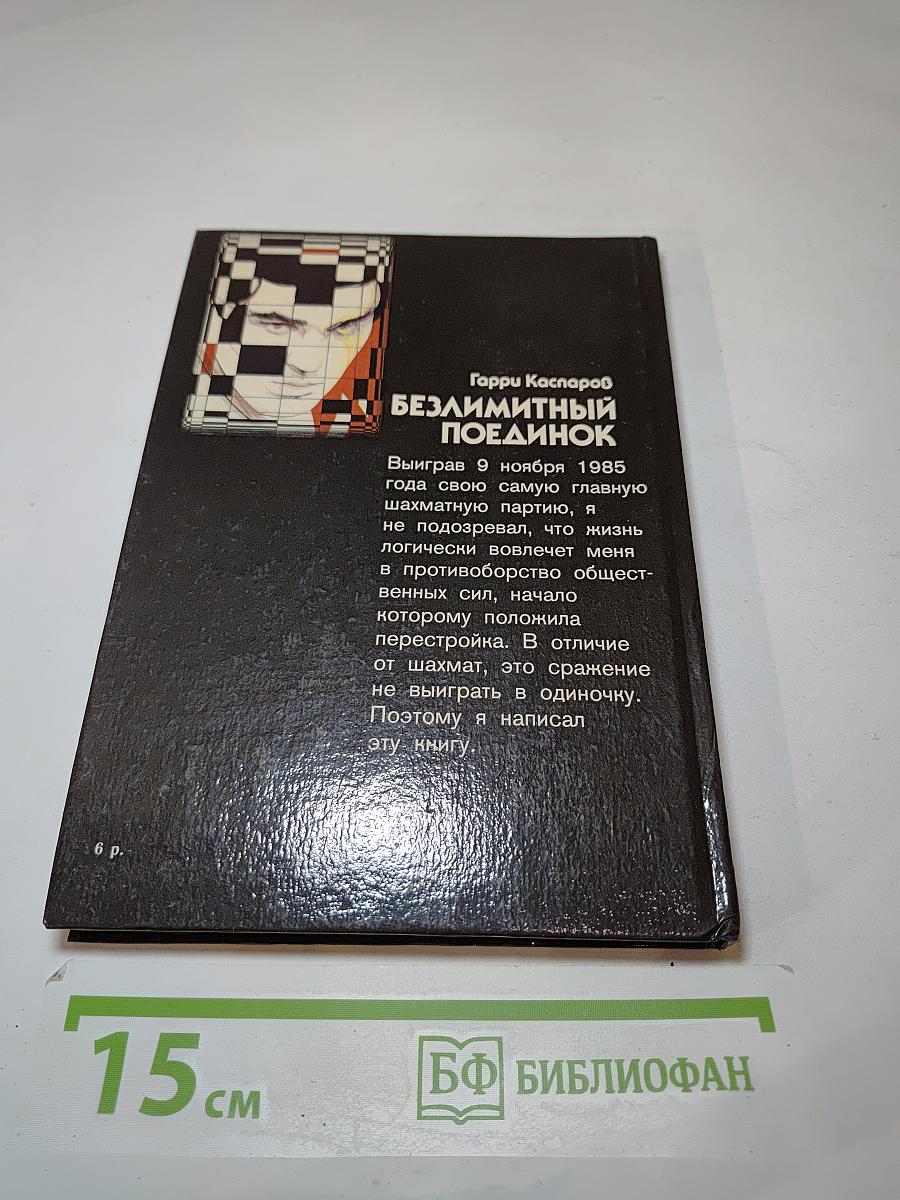 Гарри Каспаров
БЕЗЛИМИТНЫЙ
ПОЕДИНОК
Выиграв 9 ноября 1985
года свою самую главную
шахматную партию, я
не подозревал, что жизнь
логически вовлечет меня
в противоборство общест-
венных сил, начало
которому положила
перестройка. В отличие
от шахмат, это сражение
не выиграть в одиночку.
Поэтому я написал
эту книгу.
6 р.
15 см
БФ БИБЛИОФАН